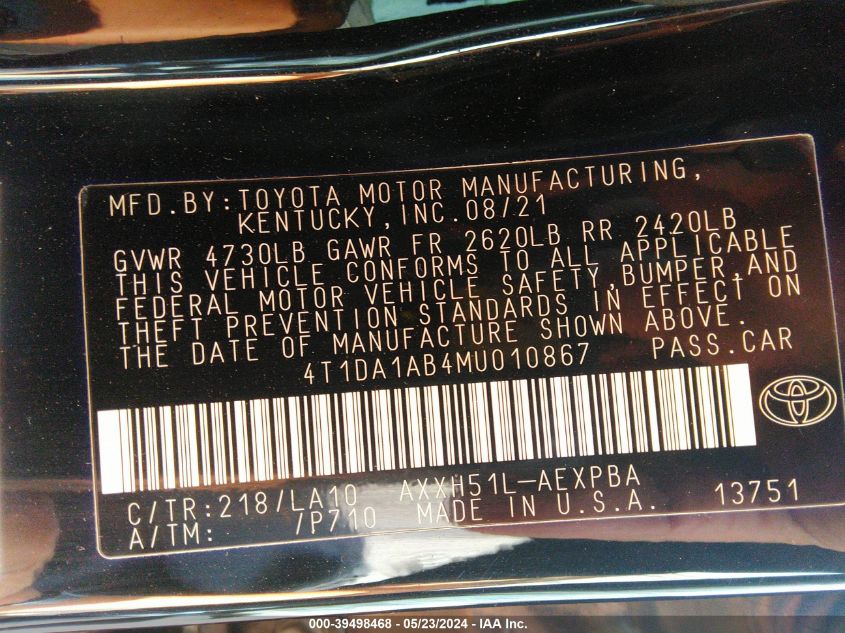 MFD.BY:TOYOTA MOTOR MANUFACTURING,
KENTUCKY,INC.08/21
GVWR 4730LB GAWR FR 2620LB RR 2420LB
THIS VEHICLE CONFORMS TO ALL APPLICABLE
FEDERAL MOTOR VEHICLE SAFETY,BUMPER,AND
THEFT PREVENTION STANDARDS IN EFFECT ON
THE DATE OF MANUFACTURE SHOWN ABOVE.
4T1DA1AB4MU010867 PASS.CAR
C/TR:218/LA10 AXXH51L-AEXPBA
A/TM: /P710 MADE IN U.S.A. 13751
000-39498468 - 05/23/2024 - IAA Inc.